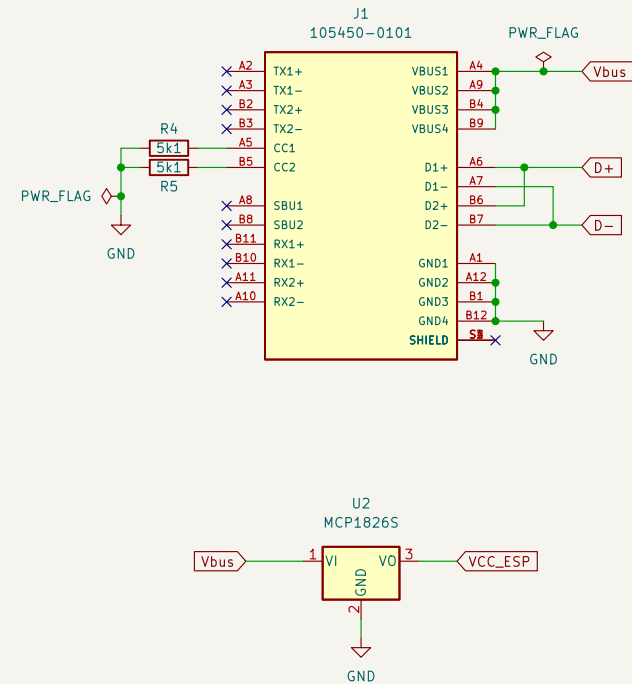 J1
105450-0101
PWR_FLAG
A2 TX1+ VBUS1 A4 Vbus
A3 TX1- VBUS2 A9
B2 TX2+ VBUS3 B4
B3 TX2- VBUS4 B9
R4
5k1 A5 CC1
5k1 B5 CC2 D1+ A6 D+
R5
D1- A7
PWR_FLAG
A8 SBU1 D2+ B6
B8 SBU2 D2- B7 D-
B11 RX1+
GND
B10 RX1- GND1 A1
A11 RX2+ GND2 A12
A10 RX2- GND3 B1
GND4 B12
SHIELD
GND
U2
MCP1826S
Vbus 1 VI VO 3 VCC_ESP
GND
2
GND